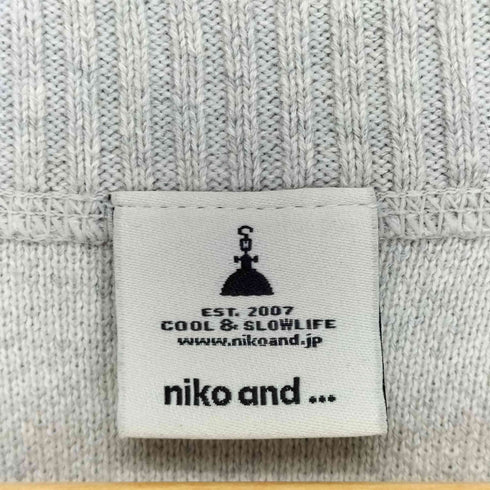 EST. 2007
COOL & SLOWLIFE
www.nikoand.jp
niko and ...